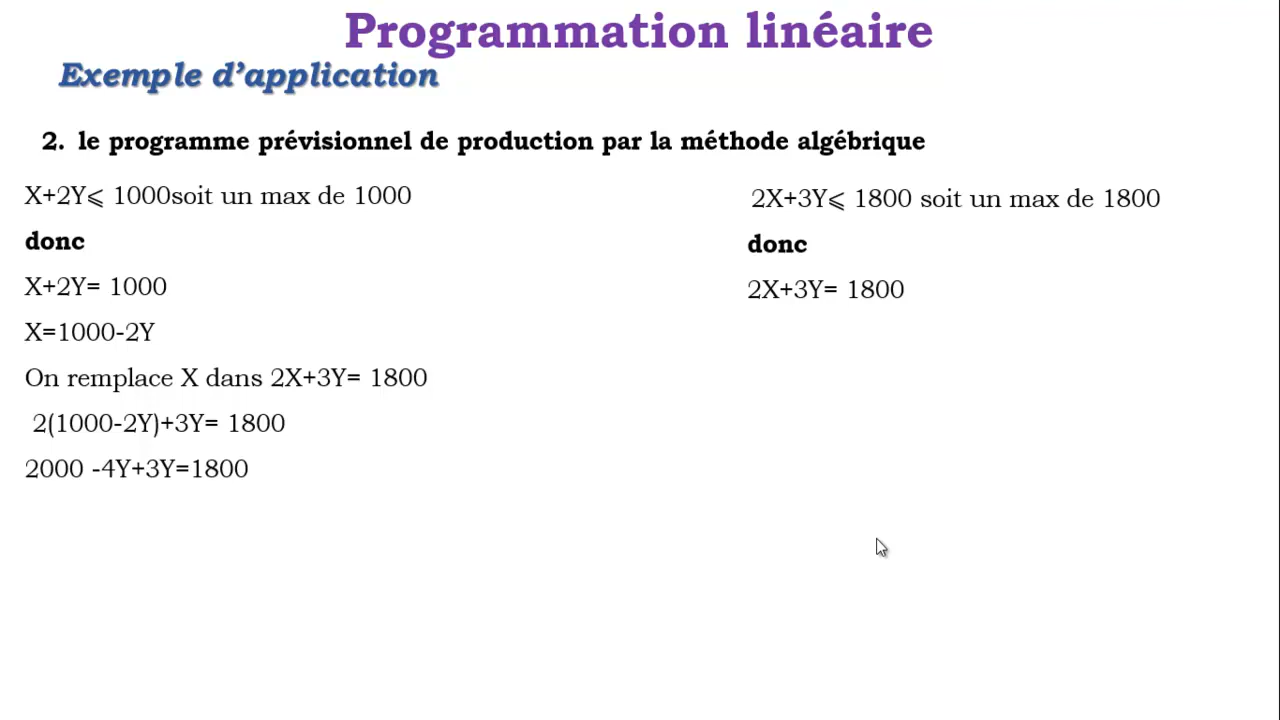 Programmation linéaire
Exemple d’application
2. le programme prévisionnel de production par la méthode algébrique
X+2Y⩽ 1000soit un max de 1000
donc
X+2Y= 1000
X=1000-2Y
On remplace X dans 2X+3Y= 1800
2(1000-2Y)+3Y= 1800
2000 -4Y+3Y=1800
2X+3Y⩽ 1800 soit un max de 1800
donc
2X+3Y= 1800